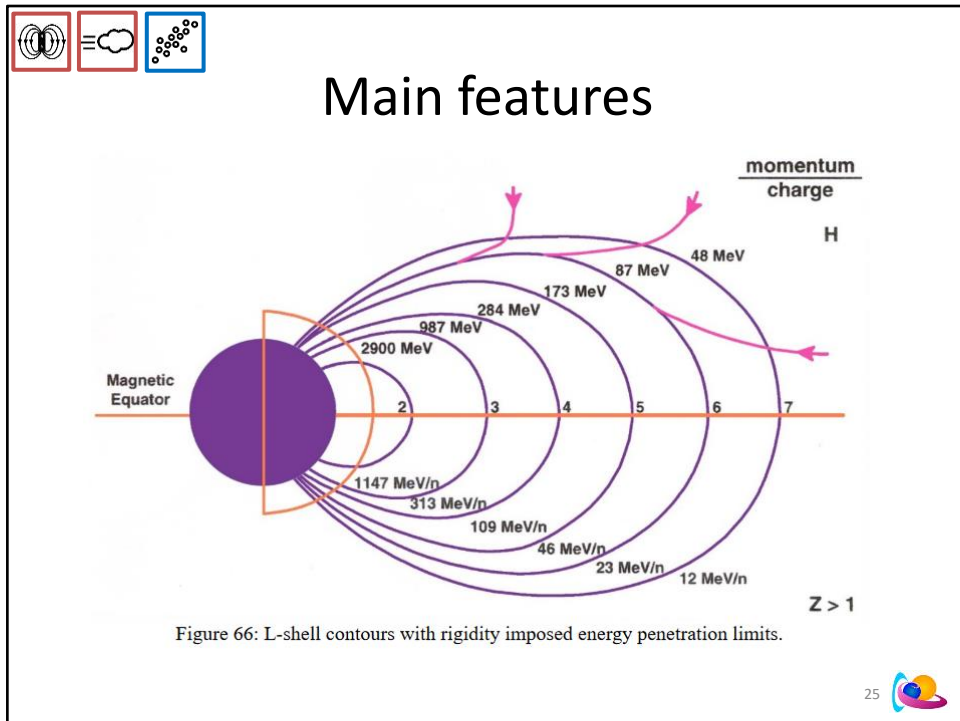 Main features
momentum
charge
H
48 MeV
87 MeV
173 MeV
284 MeV
987 MeV
2900 MeV
Magnetic
Equator
2
3
4
5
6
7
1147 MeV/n
313 MeV/n
109 MeV/n
46 MeV/n
23 MeV/n
12 MeV/n
Z > 1
Figure 66: L-shell contours with rigidity imposed energy penetration limits.
25